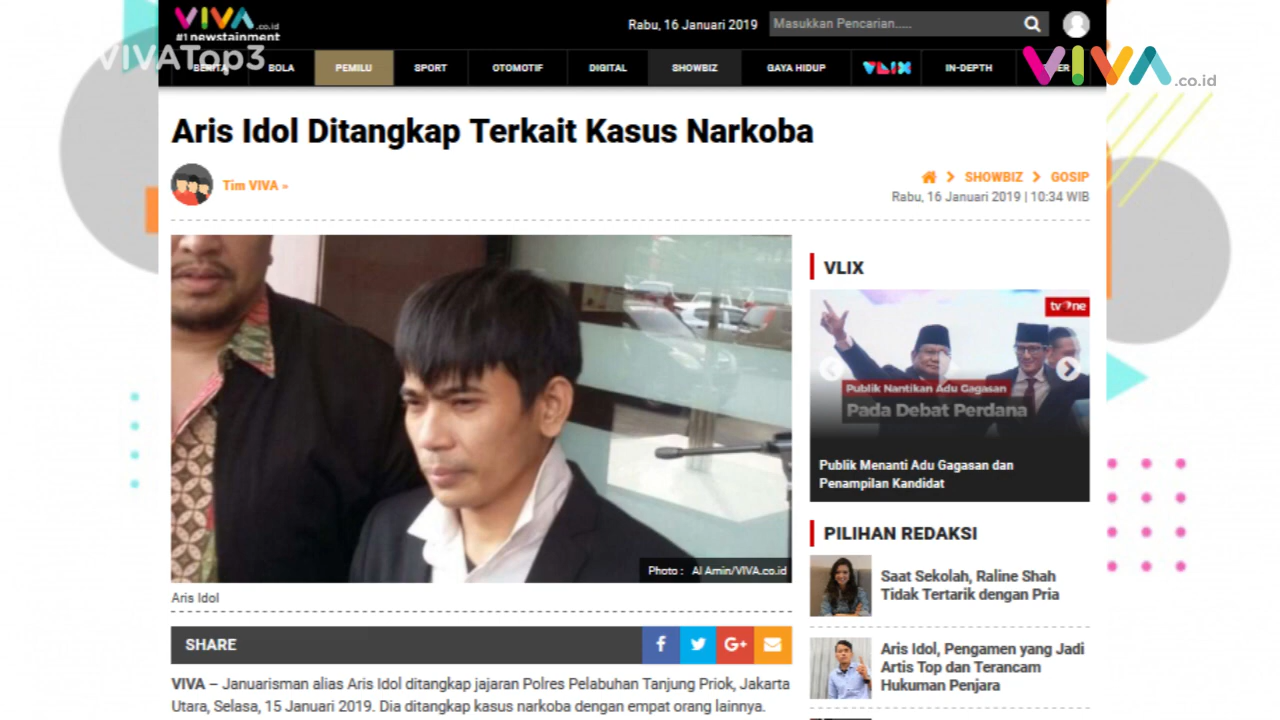 VIVA.co.id
#1 newstainment
Rabu, 16 Januari 2019
Masukkan Pencarian.....
VIVATop3
BERITA
BOLA
PEMILU
SPORT
OTOMOTIF
DIGITAL
SHOWBIZ
GAYA HIDUP
VLIX
IN-DEPTH
VIVA.co.id
Aris Idol Ditangkap Terkait Kasus Narkoba
Tim VIVA »
SHOWBIZ
GOSIP
Rabu, 16 Januari 2019 | 10:34 WIB
Photo : Al Amin/VIVA.co.id
Aris Idol
SHARE
f
G+
VIVA – Januarisman alias Aris Idol ditangkap jajaran Polres Pelabuhan Tanjung Priok, Jakarta
Utara, Selasa, 15 Januari 2019. Dia ditangkap kasus narkoba dengan empat orang lainnya.
VLIX
tvOne
Publik Nantikan Adu Gagasan
Pada Debat Perdana
Publik Menanti Adu Gagasan dan
Penampilan Kandidat
PILIHAN REDAKSI
Saat Sekolah, Raline Shah
Tidak Tertarik dengan Pria
Aris Idol, Pengamen yang Jadi
Artis Top dan Terancam
Hukuman Penjara